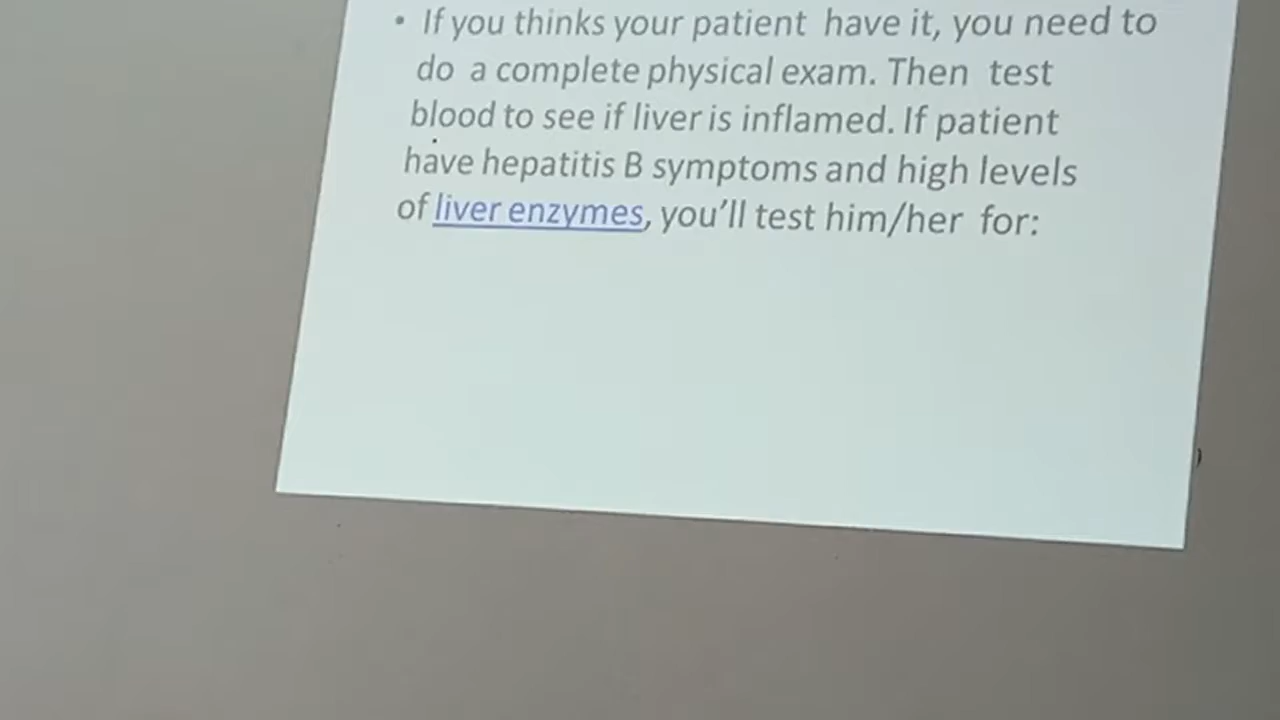 • If you thinks your patient have it, you need to
do a complete physical exam. Then test
blood to see if liver is inflamed. If patient
have hepatitis B symptoms and high levels
of liver enzymes, you’ll test him/her for: